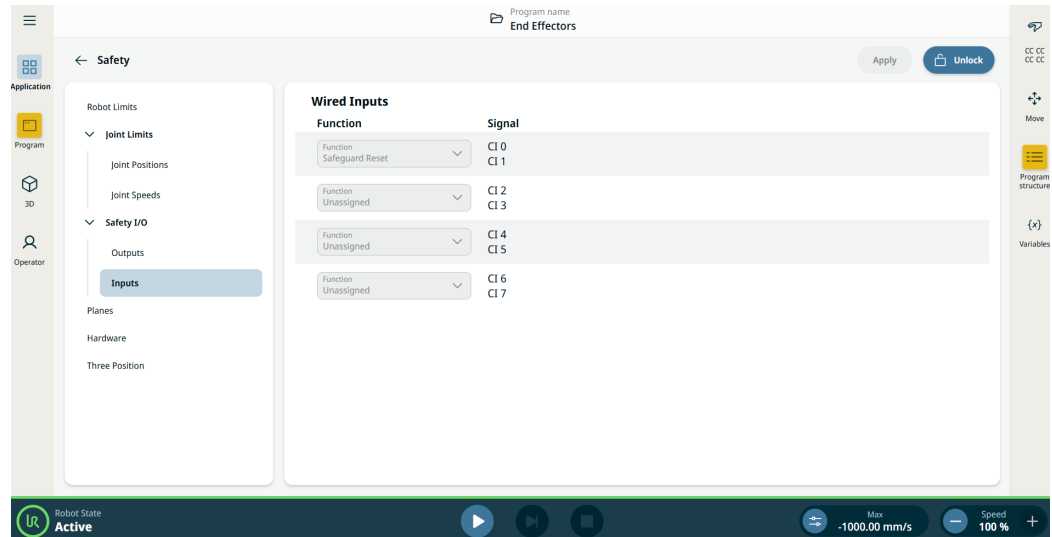 Program name
End Effectors
Application
Program
3D
Operator
Safety
Apply
Unlock
Robot Limits
Joint Limits
Joint Positions
Joint Speeds
Safety I/O
Outputs
Inputs
Planes
Hardware
Three Position
Wired Inputs
Function Signal
Function
Safeguard Reset
CI 0
CI 1
Function
Unassigned
CI 2
CI 3
Function
Unassigned
CI 4
CI 5
Function
Unassigned
CI 6
CI 7
CC CC
CC CC
Move
Program
structure
{x}
Variables
UR
Robot State
Active
Max
-1000.00 mm/s
Speed
100 %